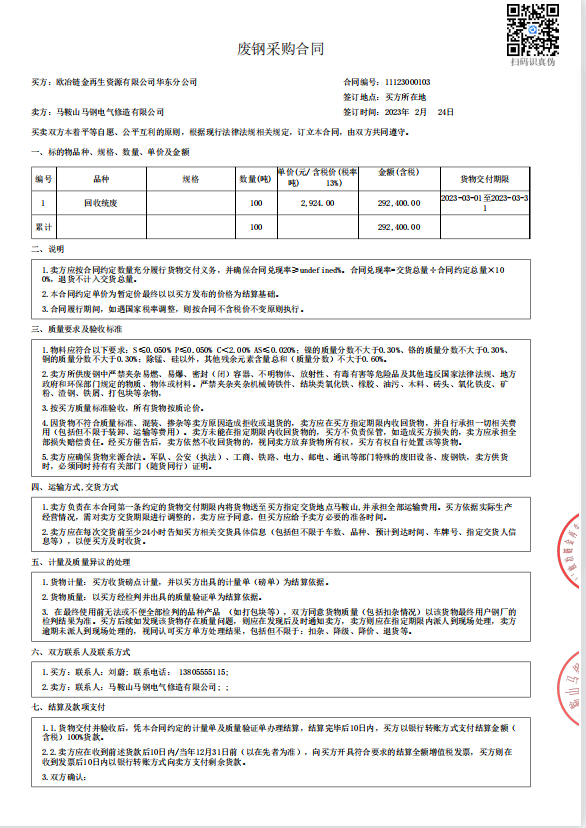 扫码识真伪
废钢采购合同
买方：欧冶链金再生资源有限公司华东分公司
合同编号：11123000103
签订地点：买方所在地
卖方：马鞍山马钢电气修造有限公司
签订时间：2023年 2月 24日
买卖双方本着平等自愿、公平互利的原则，根据现行法律法规相关规定，订立本合同，由双方共同遵守。
一、标的物品种、规格、数量、单价及金额
编号 品种 规格 数量(吨) 单价(元/吨) 含税价(税率13%) 金额(含税) 货物交付期限
1 回收统废 100 2,924.00 292,400.00 2023-03-01至2023-03-31
累计 100 292,400.00
二、说明
1.卖方应按合同约定数量充分履行货物交付义务，并确保合同兑现率≥undefined%。合同兑现率=交货总量÷合同约定总量×10
0%，退货不计入交货总量。
2.本合同约定单价为暂定价最终以以买方发布的价格为结算基础。
3.合同履行期间，如遇国家税率调整，则按合同不含税价不变原则执行。
三、质量要求及验收标准
1.物料应符合以下要求：S≤0.050% P≤0.050% C<2.00% AS≤0.020%；镍的质量分数不大于0.30%、铬的质量分数不大于0.30%、
铜的质量分数不大于0.30%；除锰、硅以外，其他残余元素含量总和（质量分数）不大于0.60%。
2.卖方所供废钢中严禁夹杂易燃、易爆、密封（闭）容器、不明物体、放射性、有毒有害等危险品及其他违反国家法律法规、地方
政府和环保部门规定的物质、物体或材料。严禁夹杂夹杂机械铸铁件、结块类氧化铁、橡胶、油污、木料、砖头、氧化铁皮、矿
粉、渣钢、铁屑、打包块等杂物，
3.按买方质量标准验收，所有货物按质论价。
4.因货物不符合质量标准、混装、掺杂等卖方原因造成拒收或退货的，卖方应在买方指定期限内收回货物，并自行承担一切相关费
用（包括但不限于装卸、运输等费用）。卖方未能在指定期限内收回货物的，买方不负责保管，如造成买方损失的，卖方应承担全
部损失赔偿责任。经买方催告后，卖方依然不收回货物的，视同卖方放弃货物所有权，买方有权自行处置该等货物。
5.卖方应确保货物来源合法。军队、公安（执法）、工商、铁路、电力、邮电、通讯等部门特殊的废旧设备、废钢铁，卖方供货
时，必须同时持有有关部门（随货同行）证明。
四、运输方式,交货方式
1.卖方负责在本合同第一条约定的货物交付期限内将货物送至买方指定交货地点马鞍山,并承担全部运输费用。买方依据实际生产
经营情况，需对卖方交货期限进行调整的，卖方应予同意，但买方应给予卖方必要的准备时间。
2.卖方应在每次交货前至少24小时告知买方相关交货具体信息（包括但不限于车数、品种、预计到达时间、车牌号、指定交货人信
息等），以便买方及时收货。
五、计量及质量异议的处理
1.货物计量：买方收货磅点计量，并以买方出具的计量单（磅单）为结算依据。
2.货物质量：以买方经检判并出具的质量验证单为结算依据。
3. 在最终使用前无法或不便全部检判的品种产品 （如打包块等），双方同意货物质量（包括扣杂情况）以该货物最终用户钢厂的
检判结果为准。买方后续如发现该货物存在质量问题，则应在发现后及时通知卖方，卖方则应在指定期限内派人到现场处理，卖方
逾期未派人到现场处理的，视同认可买方单方处理结果，包括但不限于：扣杂、降级、降价、退货等。
六、双方联系人及联系方式
1.买方：联系人：刘蔚; 联系电话： 13805555115;
2.卖方：联系人：马鞍山马钢电气修造有限公司; ;
七、结算及款项支付
1.1.货物交付并验收后，凭本合同约定的计量单及质量验证单办理结算，结算完毕后10日内，买方以银行转账方式支付结算金额（
含税）100%货款。
2.2.卖方应在收到前述货款后10日内/当年12月31日前（以在先者为准），向买方开具符合要求的结算全额增值税发票，买方则在
收到发票后10日内以银行转账方式向卖方支付剩余货款。
3.双方确认：